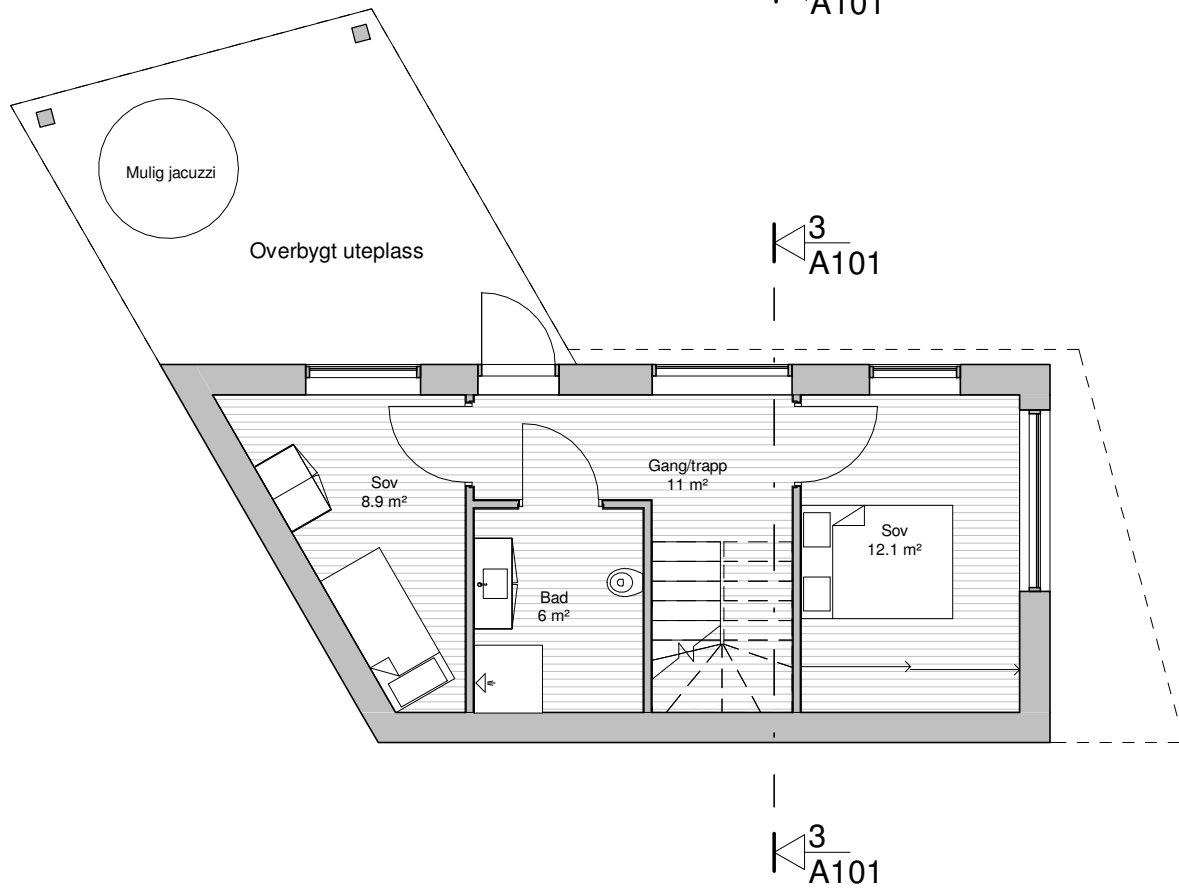 A101
Mulig jacuzzi
Overbygt uteplass
3
A101
Gang/trapp
11 m²
Sov
8.9 m²
Sov
12.1 m²
Bad
6 m²
3
A101